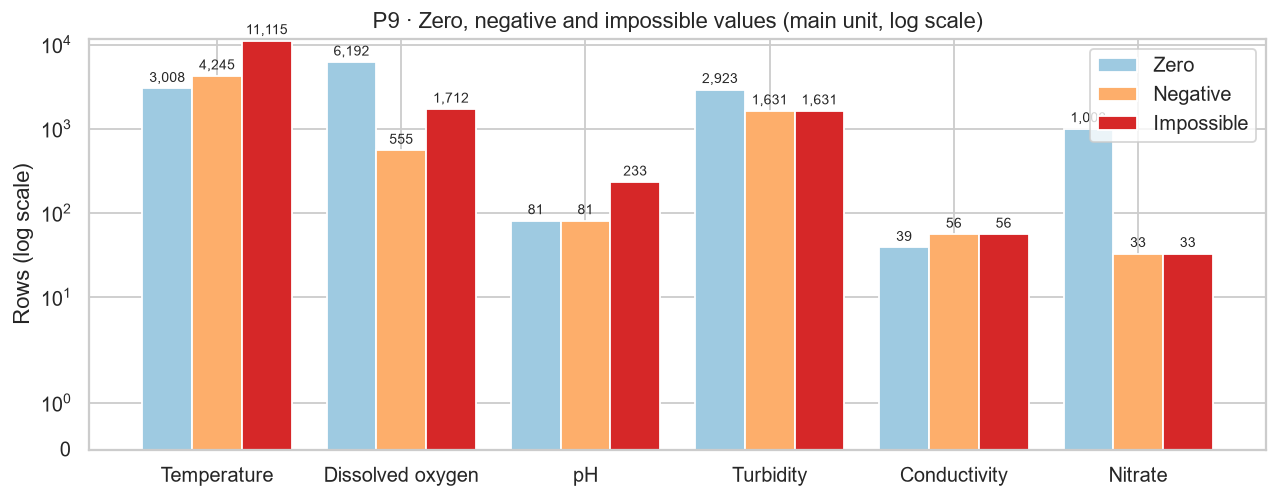 P9 · Zero, negative and impossible values (main unit, log scale)
Rows (log scale)
10⁴
10³
10²
10¹
10⁰
0
3,008
4,245
11,115
6,192
555
1,712
81
81
233
2,923
1,631
1,631
39
56
56
33
33
Zero
Negative
Impossible
Temperature
Dissolved oxygen
pH
Turbidity
Conductivity
Nitrate